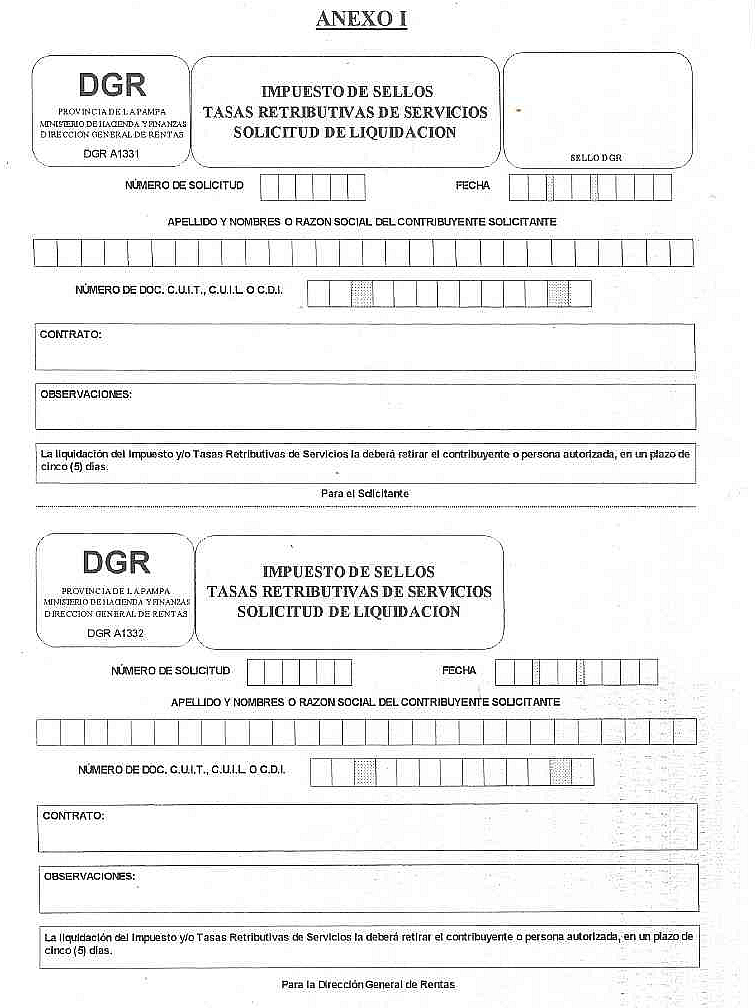 ANEXO I
DGR
PROVINCIA DE LA PAMPA
MINISTERIO DE HACIENDA Y FINANZAS
DIRECCION GENERAL DE RENTAS
DGR A1331
IMPUESTO DE SELLOS
TASAS RETRIBUTIVAS DE SERVICIOS
SOLICITUD DE LIQUIDACION
SELLO DGR
NÚMERO DE SOLICITUD
FECHA
APELLIDO Y NOMBRES O RAZON SOCIAL DEL CONTRIBUYENTE SOLICITANTE
NÚMERO DE DOC. C.U.I.T., C.U.I.L. O C.D.I.
CONTRATO:
OBSERVACIONES:
La liquidación del Impuesto y/o Tasas Retributivas de Servicios la deberá retirar el contribuyente o persona autorizada, en un plazo de
cinco (5) días.
Para el Solicitante
DGR
PROVINCIA DE LA PAMPA
MINISTERIO DE HACIENDA Y FINANZAS
DIRECCION GENERAL DE RENTAS
DGR A1332
IMPUESTO DE SELLOS
TASAS RETRIBUTIVAS DE SERVICIOS
SOLICITUD DE LIQUIDACION
NÚMERO DE SOLICITUD
FECHA
APELLIDO Y NOMBRES O RAZON SOCIAL DEL CONTRIBUYENTE SOLICITANTE
NÚMERO DE DOC. C.U.I.T., C.U.I.L. O C.D.I.
CONTRATO:
OBSERVACIONES:
La liquidación del Impuesto y/o Tasas Retributivas de Servicios la deberá retirar el contribuyente o persona autorizada, en un plazo de
cinco (5) días.
Para la Dirección General de Rentas